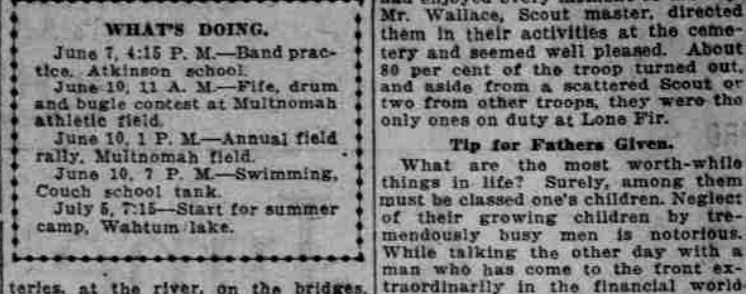 WHAT'S DOING.
June 7, 4:15 P. M.—Band prac-
tice, Atkinson school.
June 10, 11 A. M.—Fife, drum
and bugle contest at Multnomah
athletic field.
June 10, 1 P. M.—Annual field
rally, Multnomah field.
June 10, 7 P. M.—Swimming,
Couch school tank.
July 5, 7:15—Start for summer
camp, Wahtum lake.
teries, at the river, on the bridges,
Mr. Wallace, Scout master, directed
them in their activities at the ceme-
tery and seemed well pleased. About
80 per cent of the troop turned out,
and aside from a scattered Scout or
two from other troops, they were the
only ones on duty at Lone Fir.
Tip for Fathers Given.
What are the most worth-while
things in life? Surely, among them
must be classed one's children. Neglect
of their growing children by tre-
mendously busy men is notorious.
While talking the other day with a
man who has come to the front ex-
traordinarily in the financial world